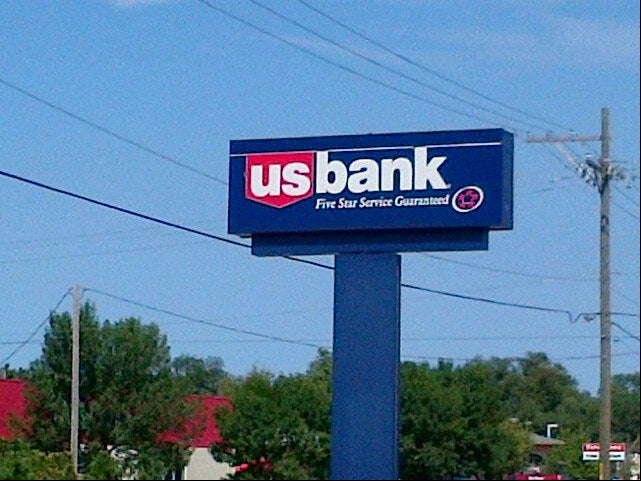 usbank
Five Star Service Guaranteed